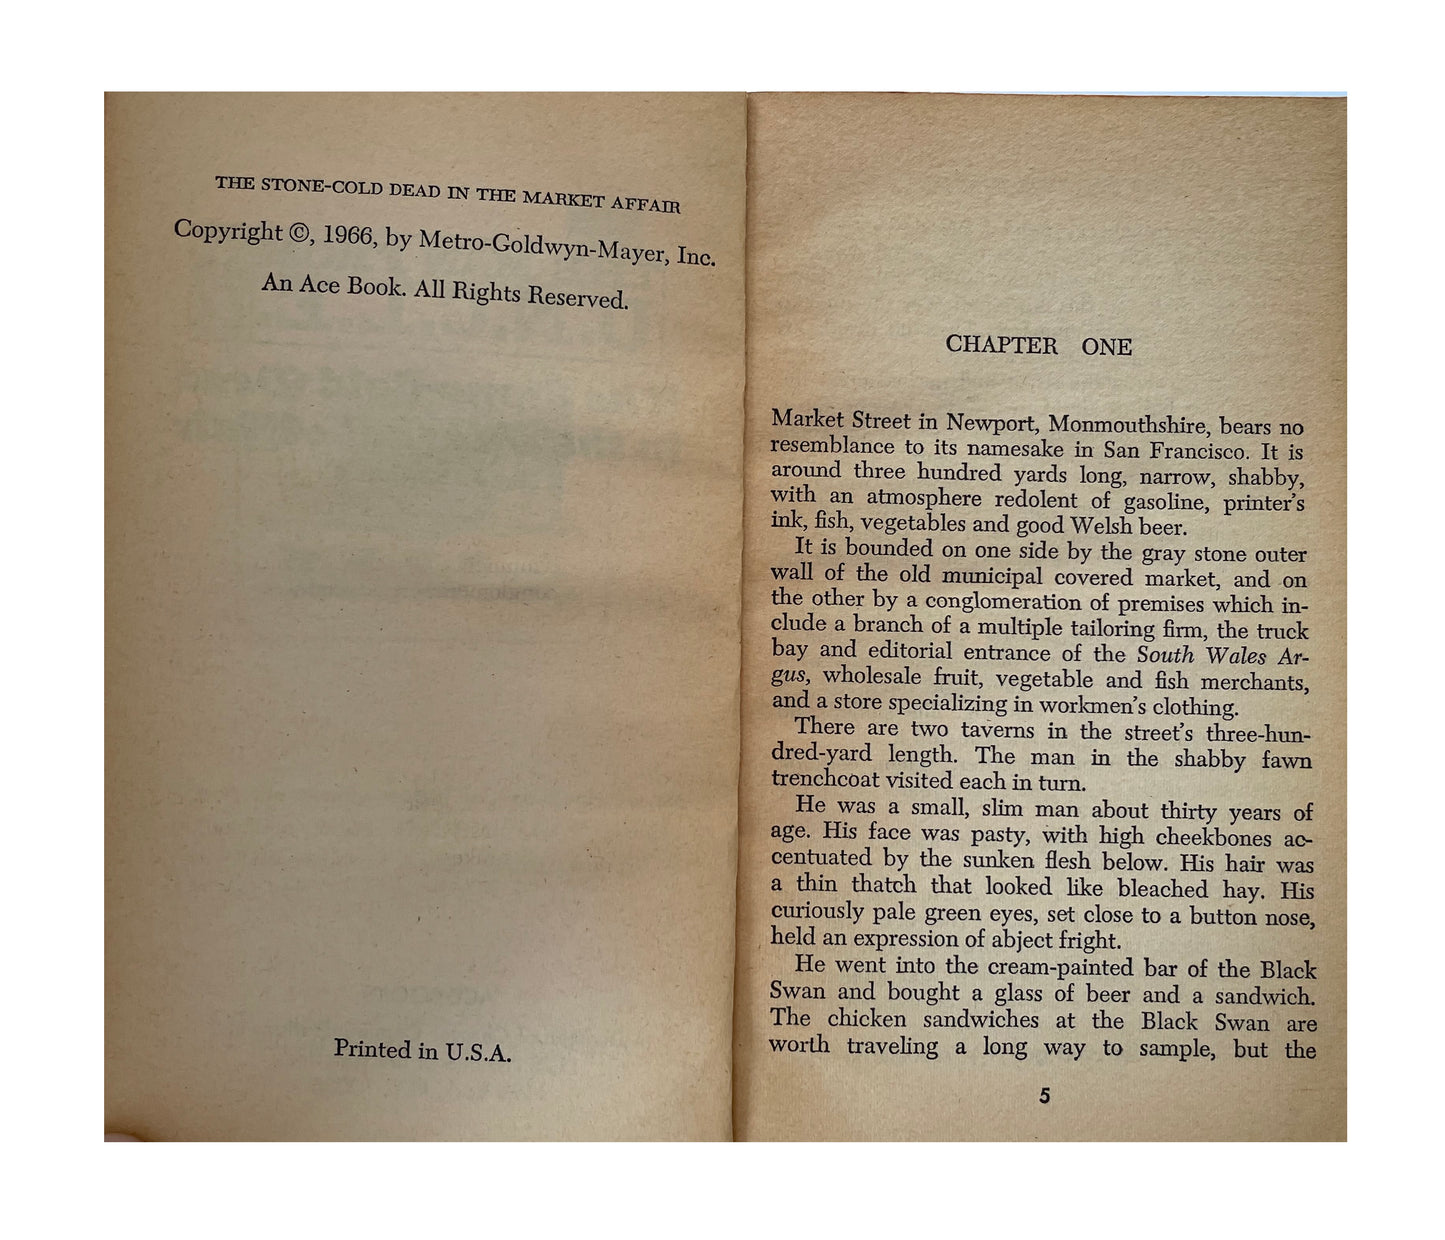 THE STONE-COLD DEAD IN THE MARKET AFFAIR
Copyright ©, 1966, by Metro-Goldwyn-Mayer, Inc.
An Ace Book. All Rights Reserved.
Printed in U.S.A.
CHAPTER ONE
Market Street in Newport, Monmouthshire, bears no
resemblance to its namesake in San Francisco. It is
around three hundred yards long, narrow, shabby,
with an atmosphere redolent of gasoline, printer's
ink, fish, vegetables and good Welsh beer.
It is bounded on one side by the gray stone outer
wall of the old municipal covered market, and on
the other by a conglomeration of premises which in-
clude a branch of a multiple tailoring firm, the truck
bay and editorial entrance of the South Wales Ar-
gus, wholesale fruit, vegetable and fish merchants,
and a store specializing in workmen's clothing.
There are two taverns in the street's three-hun-
dred-yard length. The man in the shabby fawn
trenchcoat visited each in turn.
He was a small, slim man about thirty years of
age. His face was pasty, with high cheekbones ac-
centuated by the sunken flesh below. His hair was
a thin thatch that looked like bleached hay. His
curiously pale green eyes, set close to a button nose,
held an expression of abject fright.
He went into the cream-painted bar of the Black
Swan and bought a glass of beer and a sandwich.
The chicken sandwiches at the Black Swan are
worth traveling a long way to sample, but the
5